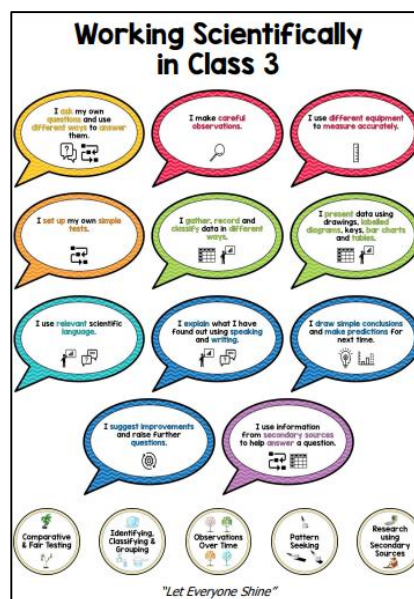 Working Scientifically
in Class 3
I ask my own
questions and use
different ways to answer
them.
I make careful
observations.
I use different equipment
to measure accurately.
I set up my own simple
tests.
I gather, record and
classify data in different
ways.
I present data using
drawings, labelled
diagrams, keys, bar charts
and tables.
I use relevant scientific
language.
I explain what I have
found out using speaking
and writing.
I draw simple conclusions
and make predictions for
next time.
I suggest improvements
and raise further
questions.
I use information
from secondary sources
to help answer a question.
Comparative
& Fair Testing
Identifying,
Classifying &
Grouping
Observations
Over Time
Pattern
Seeking
Research
using
Secondary
Sources
"Let Everyone Shine"